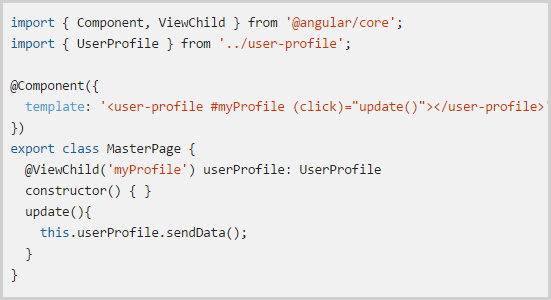 import { Component, ViewChild } from '@angular/core';
import { UserProfile } from '../user-profile';
@Component({
template: '<user-profile #myProfile (click)="update()"></user-profile>'
})
export class MasterPage {
@ViewChild('myProfile') userProfile: UserProfile
constructor() { }
update(){
this.userProfile.sendData();
}
}